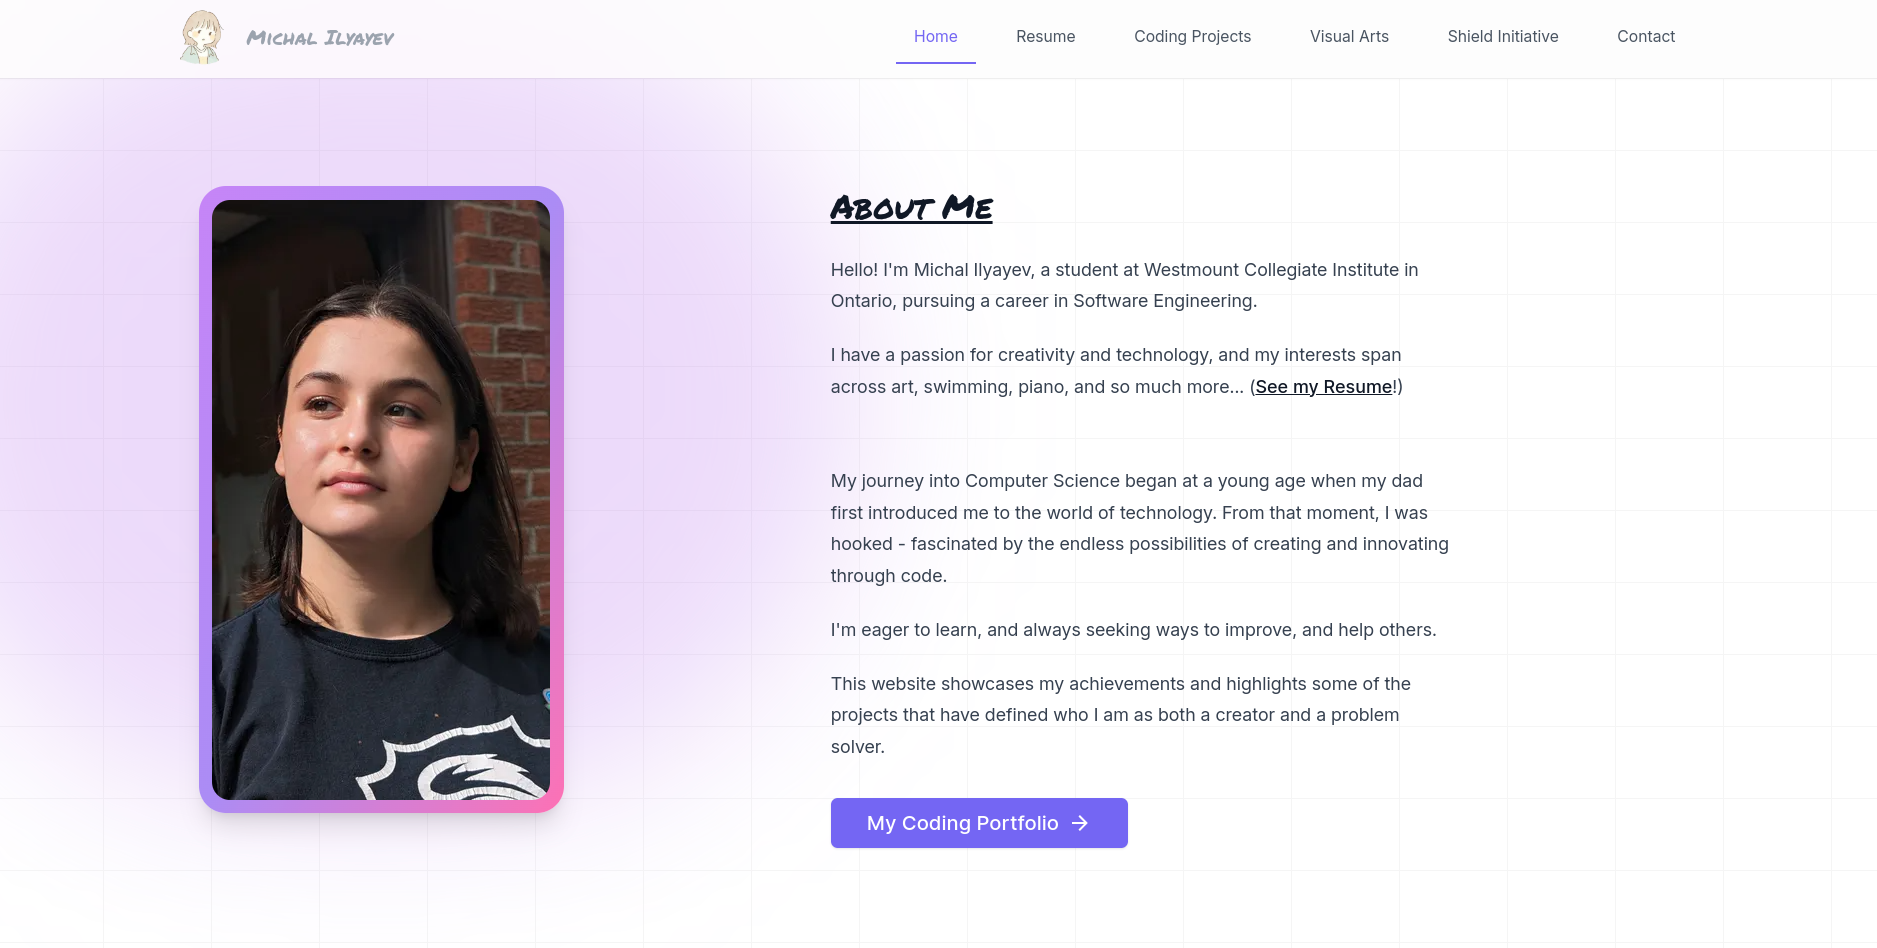 Michal Ilyayev
Home
Resume
Coding Projects
Visual Arts
Shield Initiative
Contact
About Me
Hello! I'm Michal Ilyayev, a student at Westmount Collegiate Institute in
Ontario, pursuing a career in Software Engineering.
I have a passion for creativity and technology, and my interests span
across art, swimming, piano, and so much more... (See my Resume!)
My journey into Computer Science began at a young age when my dad
first introduced me to the world of technology. From that moment, I was
hooked - fascinated by the endless possibilities of creating and innovating
through code.
I'm eager to learn, and always seeking ways to improve, and help others.
This website showcases my achievements and highlights some of the
projects that have defined who I am as both a creator and a problem
solver.
My Coding Portfolio